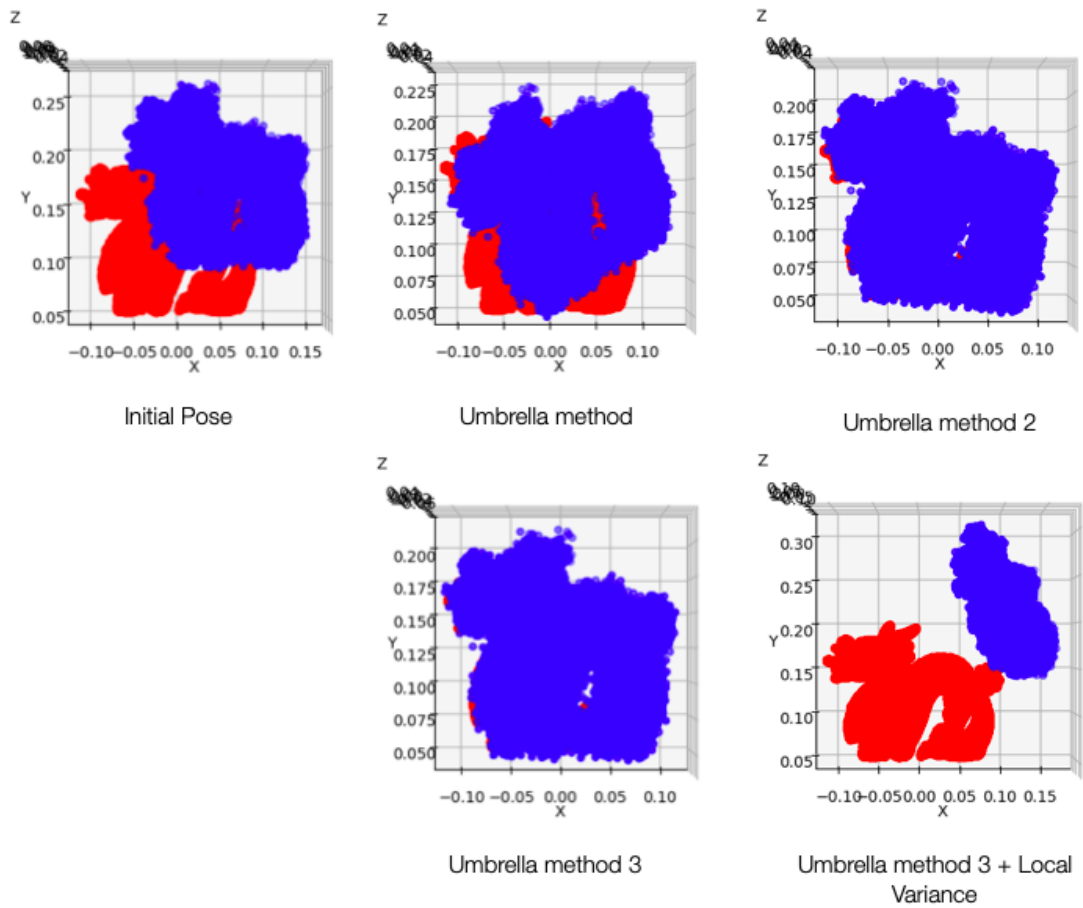 Z
0.25
0.20
Y
0.15
0.10
0.05
−0.10 −0.05 0.00 0.05 0.10 0.15
X
Initial Pose
Z
0.225
0.200
0.175
Y
0.150
0.125
0.100
0.075
0.050
−0.10 −0.05 0.00 0.05 0.10
X
Umbrella method
Z
0.200
0.175
0.150
Y
0.125
0.100
0.075
0.050
−0.10 −0.05 0.00 0.05 0.10
X
Umbrella method 2
Z
0.200
0.175
0.150
Y
0.125
0.100
0.075
0.050
−0.10 −0.05 0.00 0.05 0.10
X
Umbrella method 3
Z
0.30
0.25
0.20
Y
0.15
0.10
0.05
−0.10 −0.05 0.00 0.05 0.10 0.15
X
Umbrella method 3 + Local
Variance